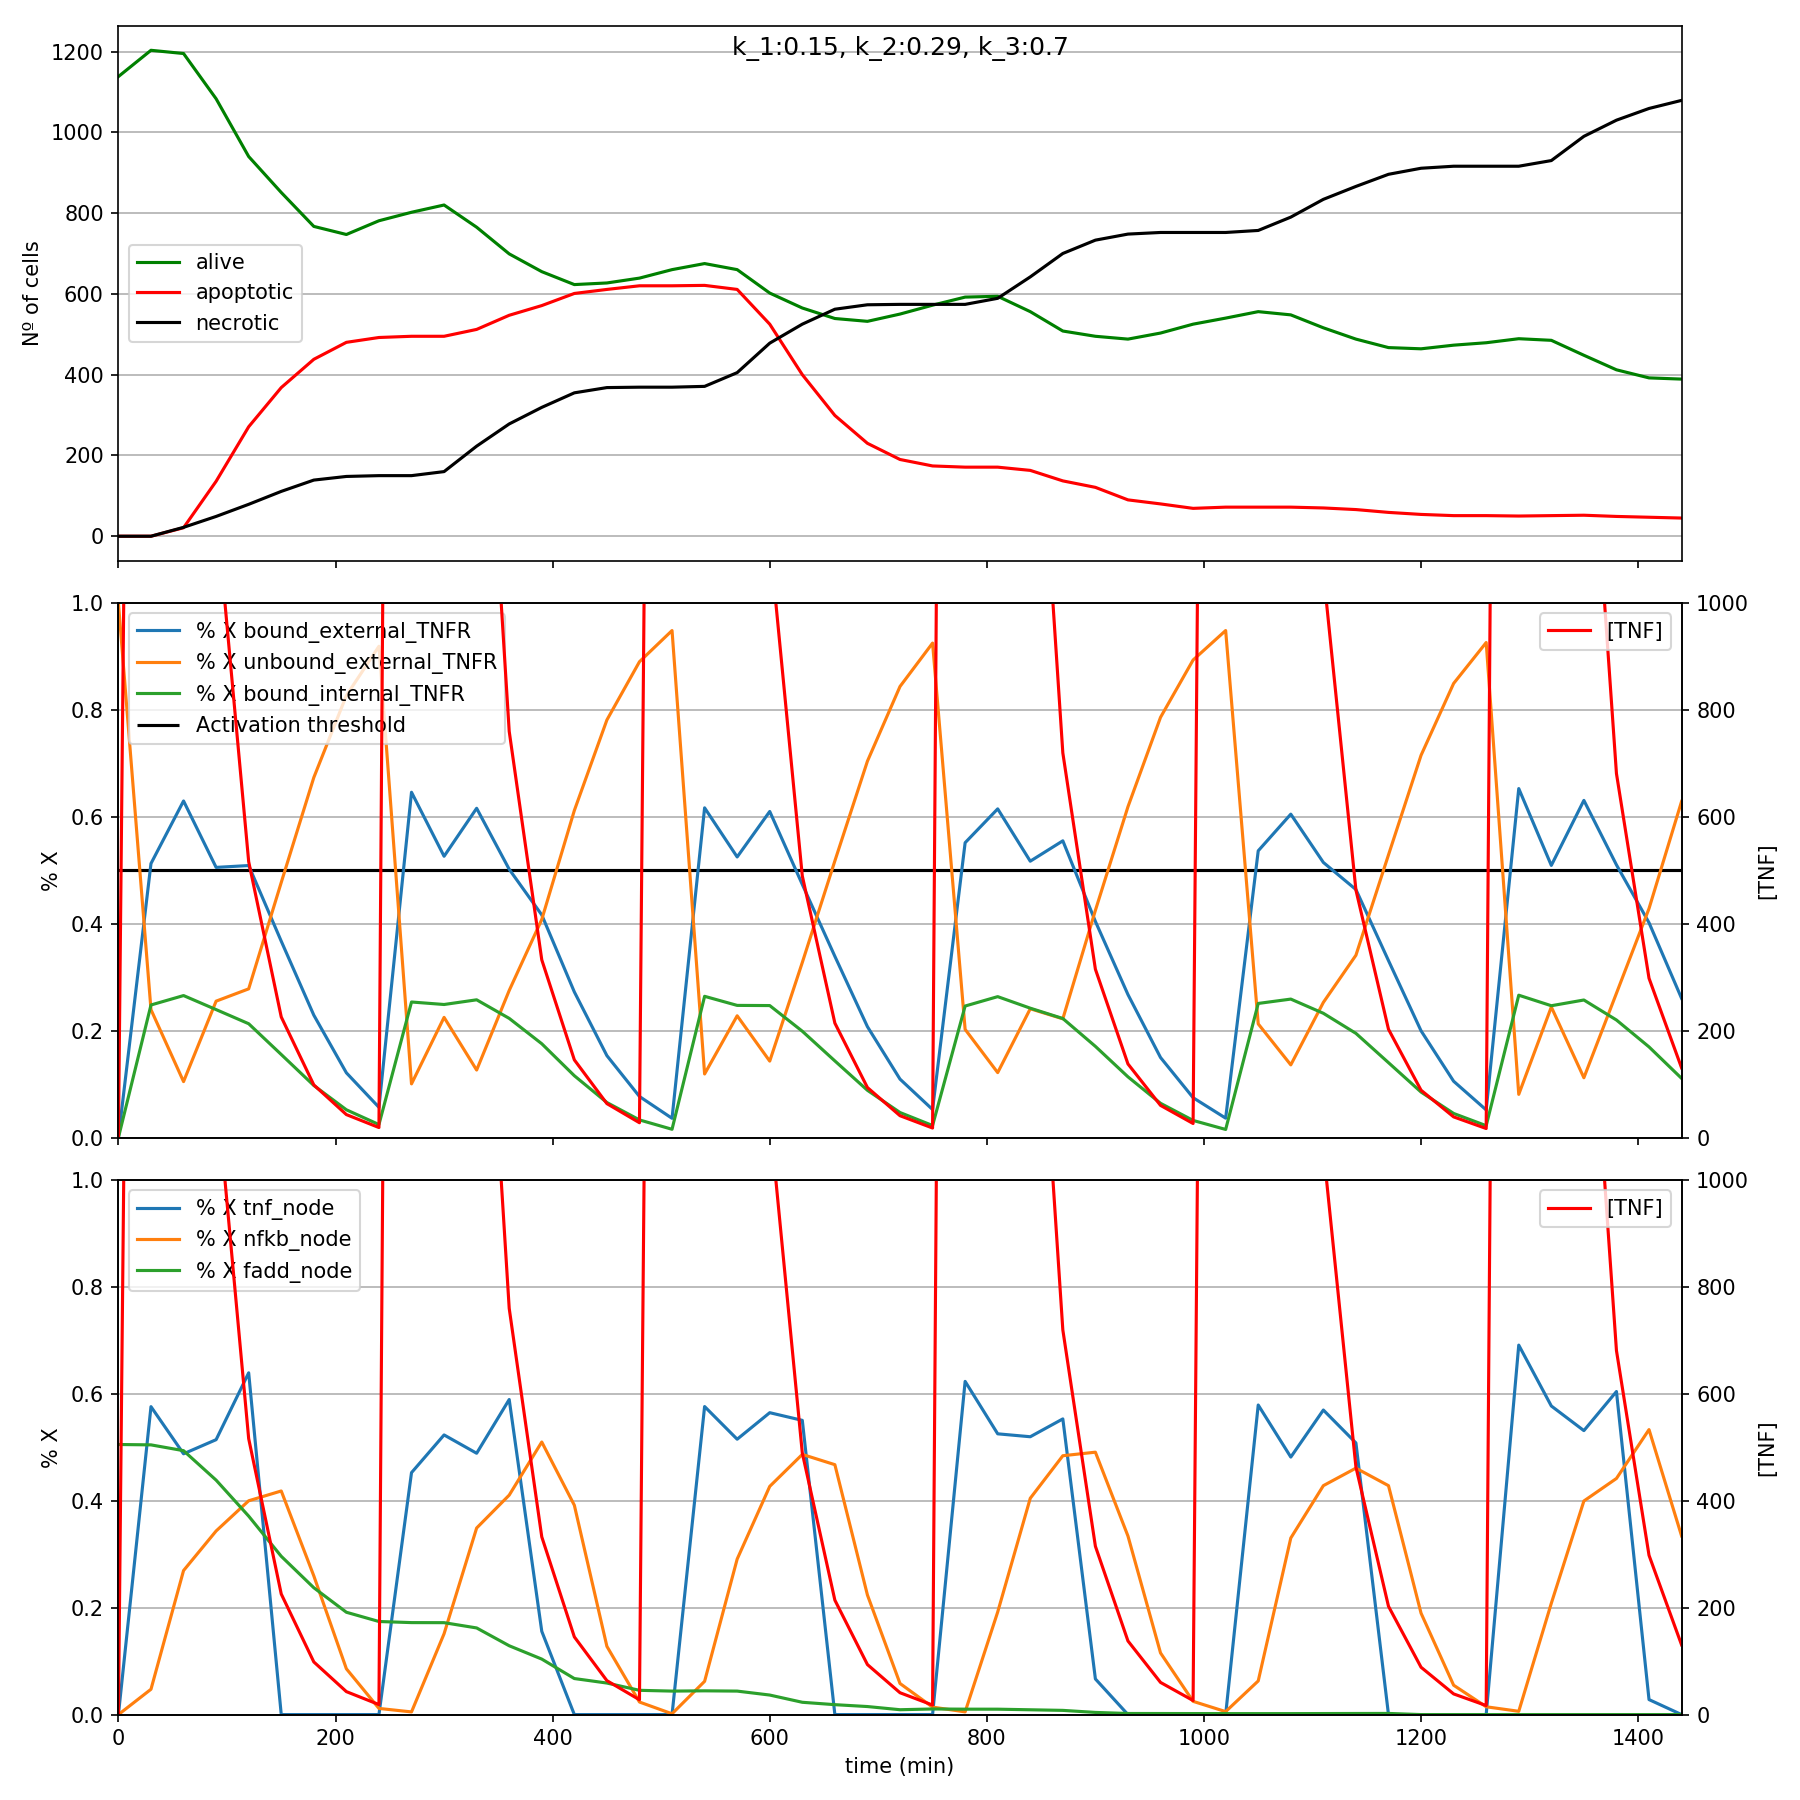 k_1:0.15, k_2:0.29, k_3:0.7
1200
1000
800
600
400
200
0
Nº of cells
alive
apoptotic
necrotic
1.0
0.8
0.6
0.4
0.2
0.0
% X
% X bound_external_TNFR
% X unbound_external_TNFR
% X bound_internal_TNFR
Activation threshold
[TNF]
1000
800
600
400
200
0
[TNF]
1.0
0.8
0.6
0.4
0.2
0.0
% X
% X tnf_node
% X nfkb_node
% X fadd_node
[TNF]
1000
800
600
400
200
0
[TNF]
0 200 400 600 800 1000 1200 1400
time (min)